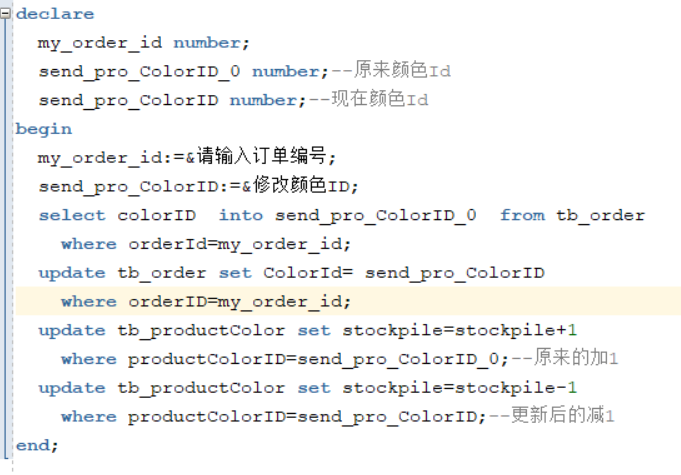 declare
my_order_id number;
send_pro_ColorID_0 number;--原来颜色Id
send_pro_ColorID number;--现在颜色Id
begin
my_order_id:=&请输入订单编号;
send_pro_ColorID:=&修改颜色ID;
select colorID  into send_pro_ColorID_0  from tb_order
where orderId=my_order_id;
update tb_order set ColorId= send_pro_ColorID
where orderID=my_order_id;
update tb_productColor set stockpile=stockpile+1
where productColorID=send_pro_ColorID_0;--原来的加1
update tb_productColor set stockpile=stockpile-1
where productColorID=send_pro_ColorID;--更新后的减1
end;